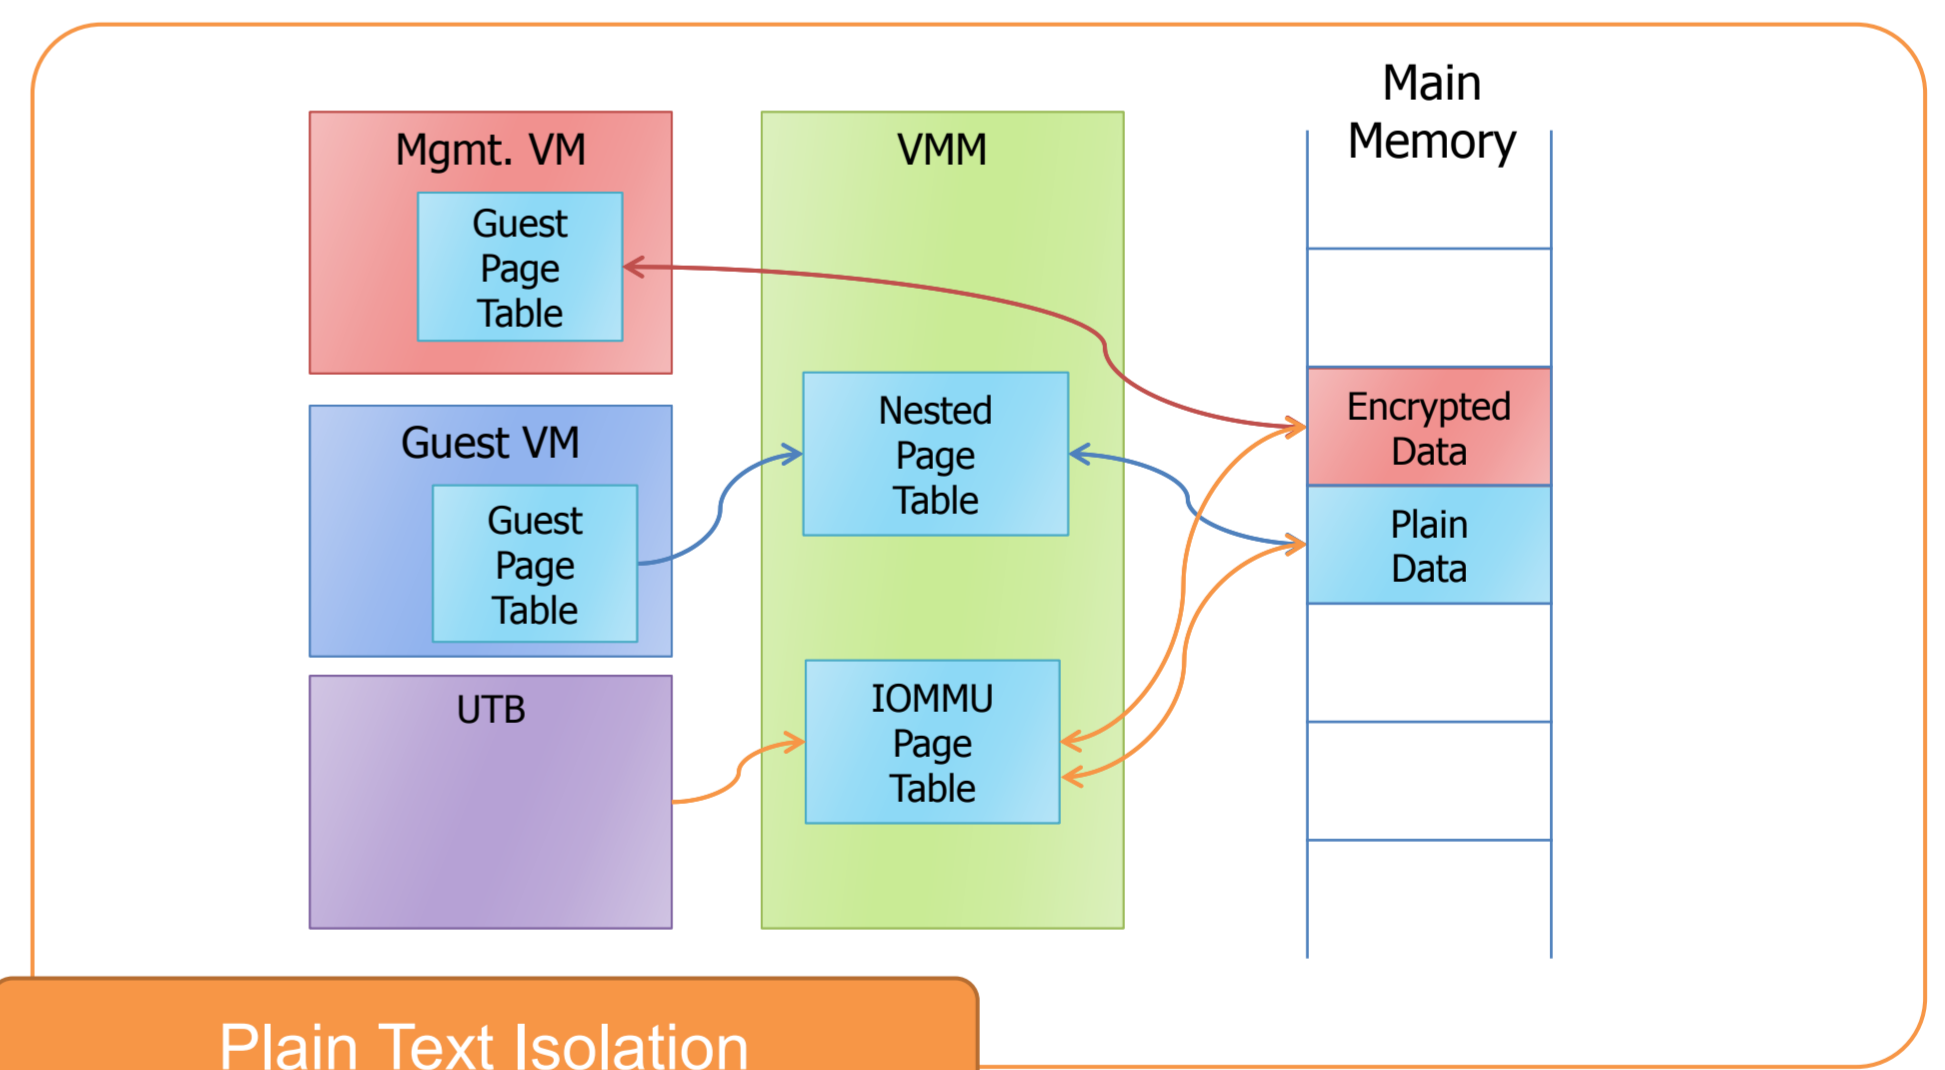 Main
Memory
Mgmt. VM
Guest
Page
Table
VMM
Guest VM
Guest
Page
Table
Nested
Page
Table
Encrypted
Data
Plain
Data
UTB
IOMMU
Page
Table
Plain Text Isolation